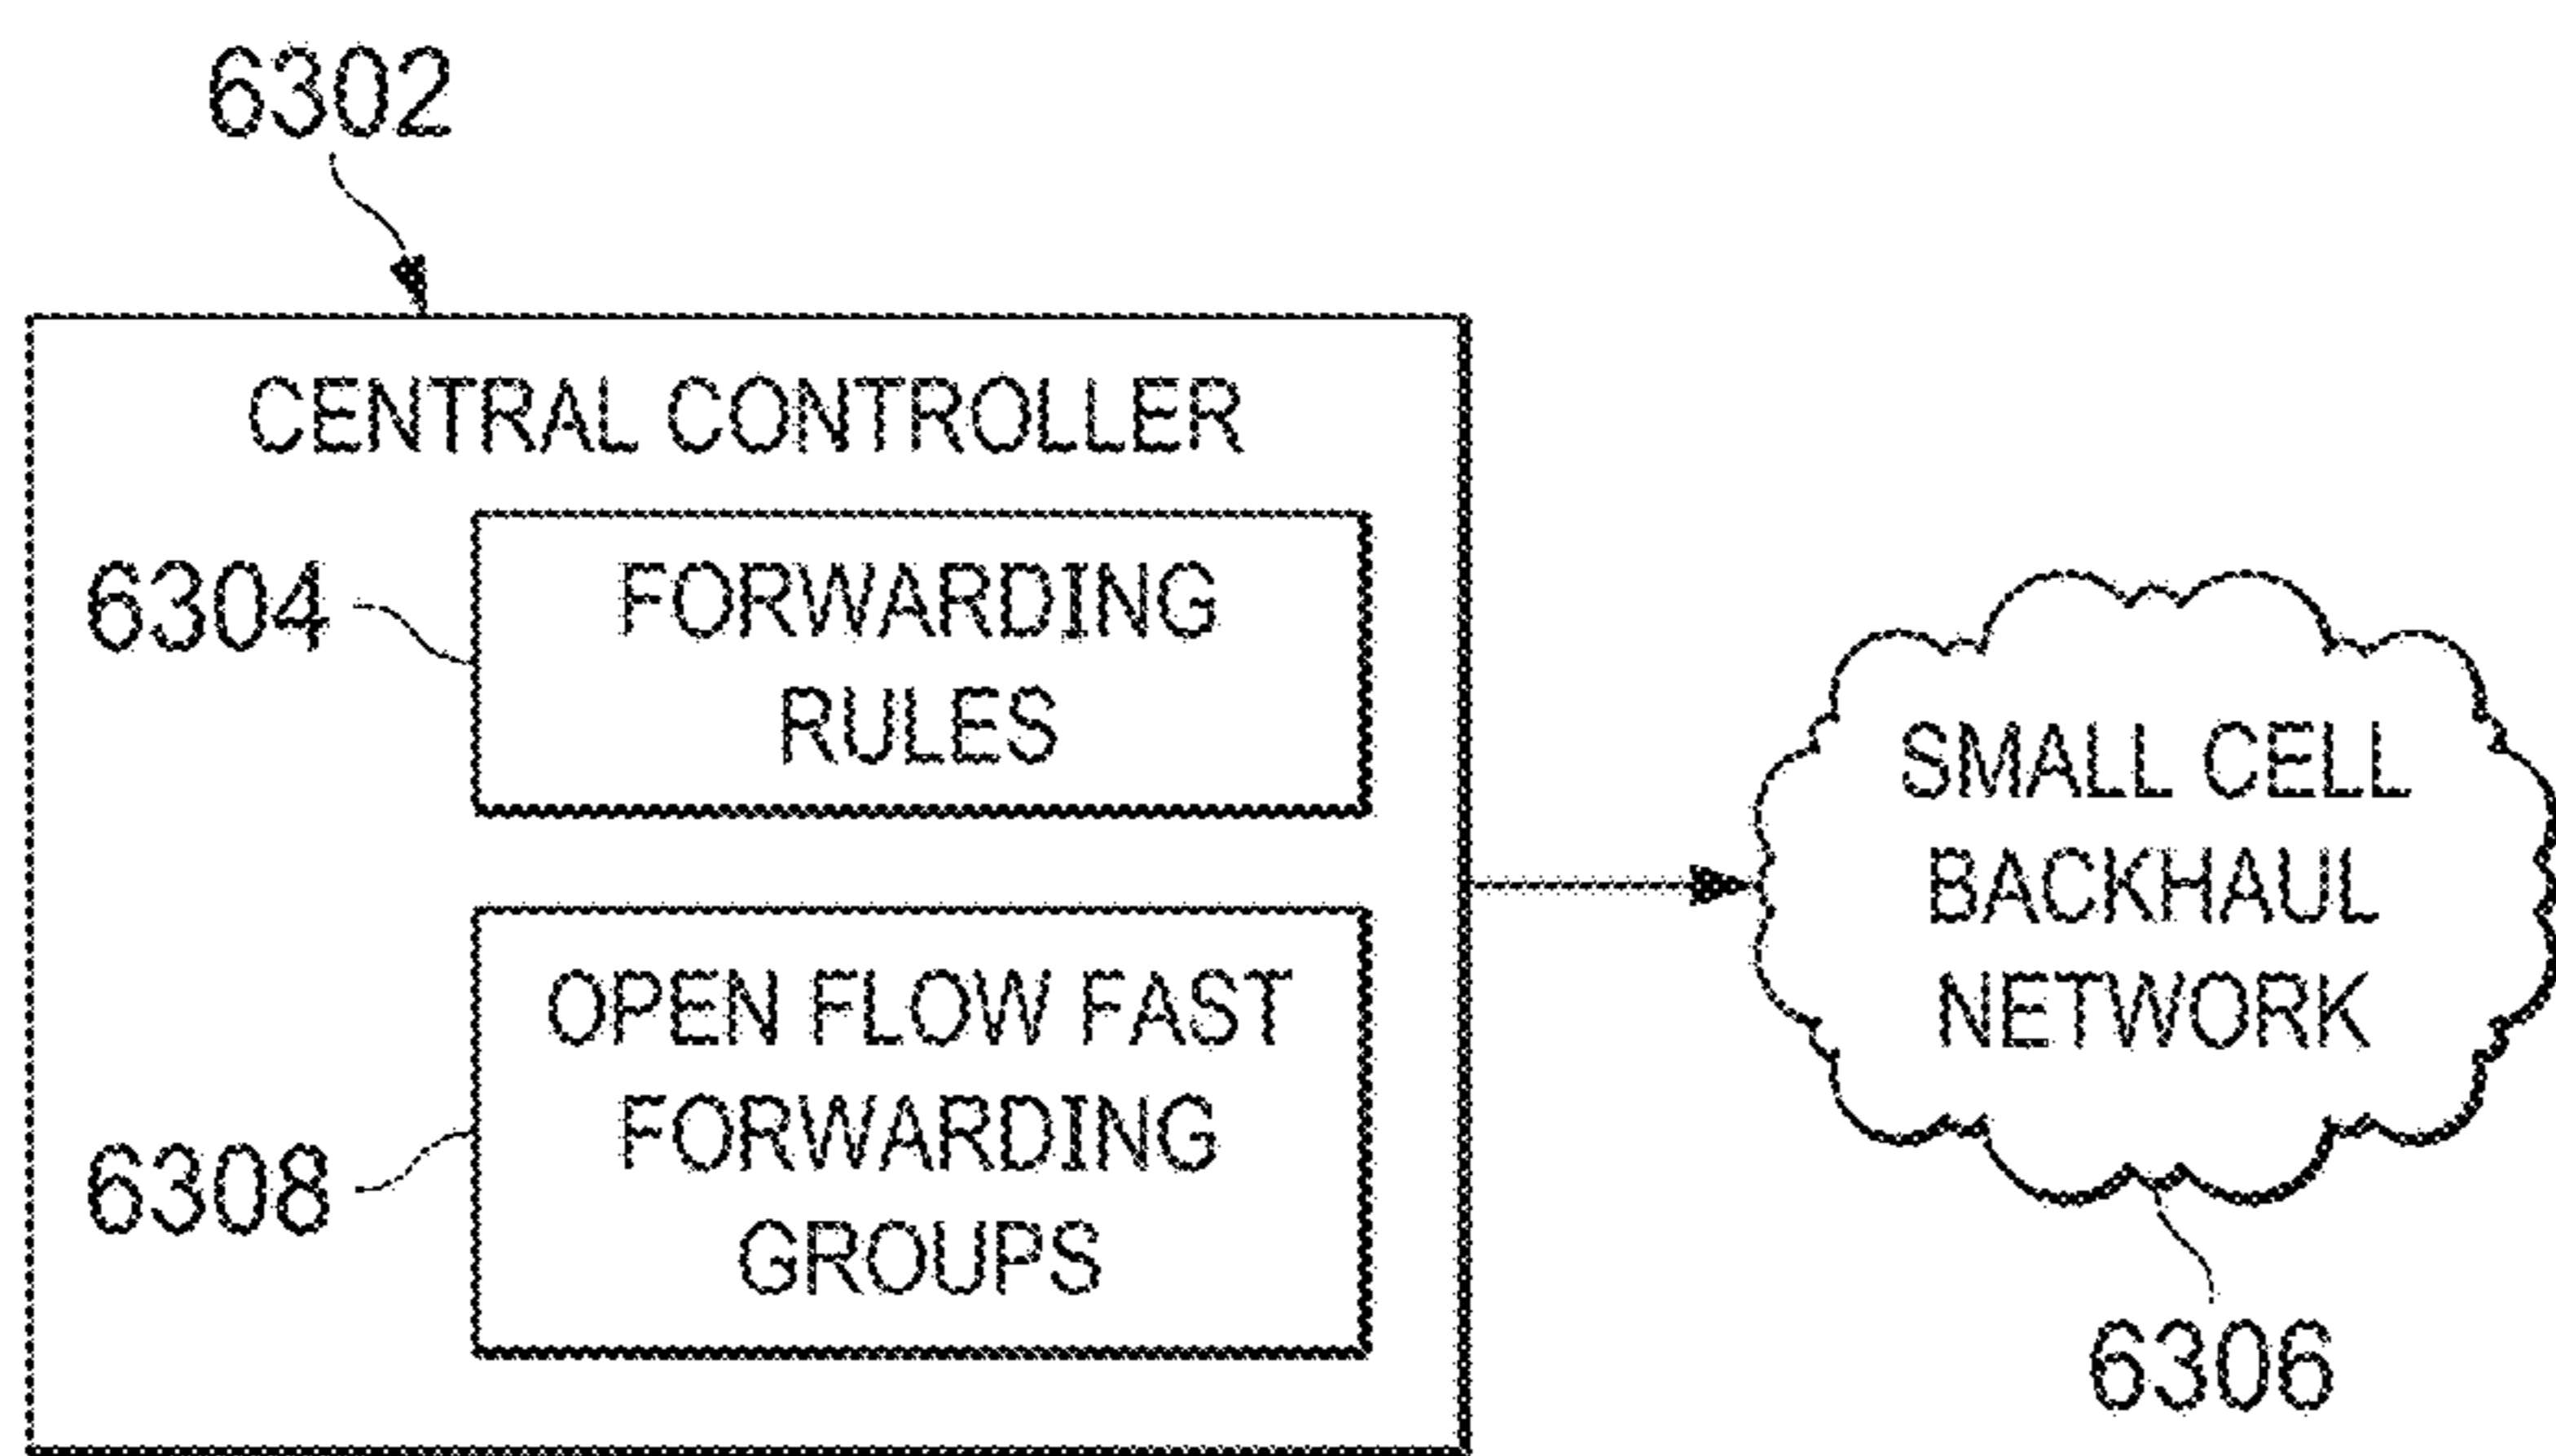 6302
CENTRAL CONTROLLER
6304
FORWARDING
RULES
6308
OPEN FLOW FAST
FORWARDING
GROUPS
SMALL CELL
BACKHAUL
NETWORK
6306